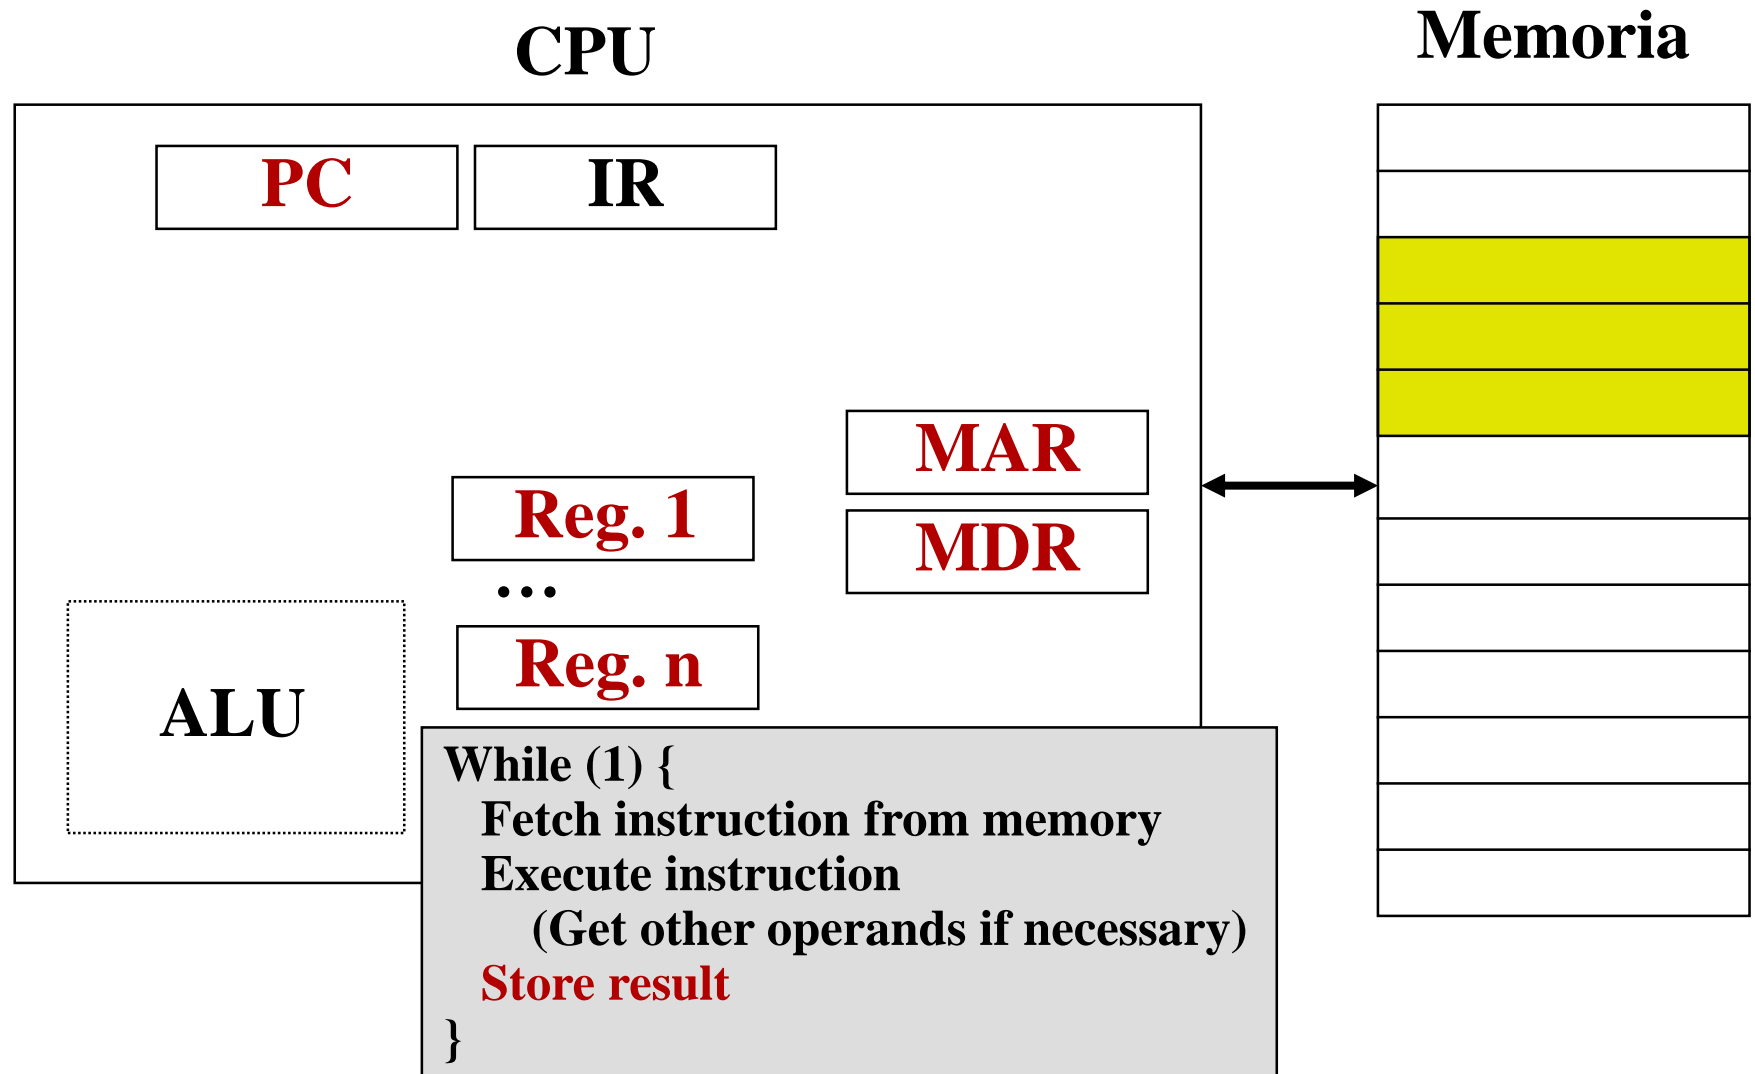 CPU
Memoria
PC
IR
MAR
Reg. 1
MDR
...
Reg. n
ALU
While (1) {
Fetch instruction from memory
Execute instruction
(Get other operands if necessary)
Store result
}